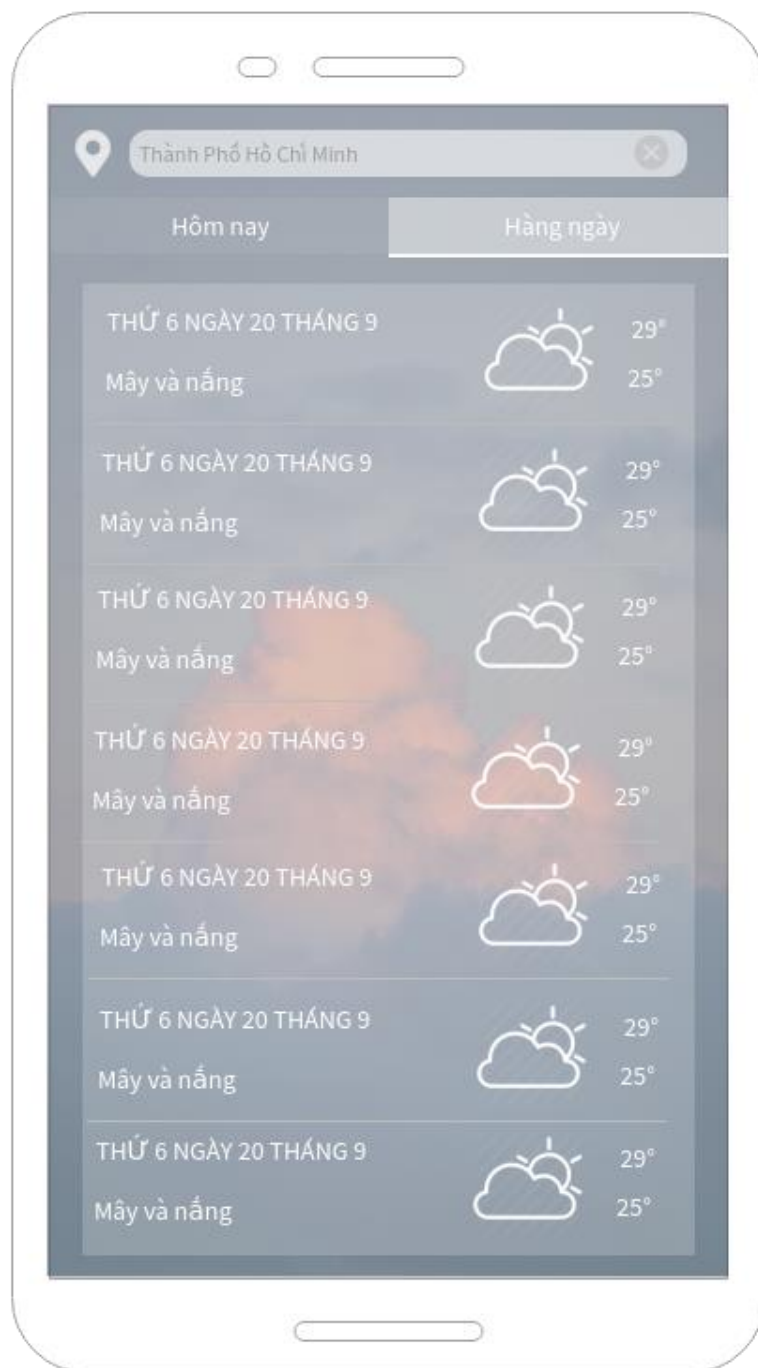 Thành Phố Hồ Chí Minh
Hôm nay
Hàng ngày
THỨ 6 NGÀY 20 THÁNG 9
29°
Mây và nắng
25°
THỨ 6 NGÀY 20 THÁNG 9
29°
Mây và nắng
25°
THỨ 6 NGÀY 20 THÁNG 9
29°
Mây và nắng
25°
THỨ 6 NGÀY 20 THÁNG 9
29°
Mây và nắng
25°
THỨ 6 NGÀY 20 THÁNG 9
29°
Mây và nắng
25°
THỨ 6 NGÀY 20 THÁNG 9
29°
Mây và nắng
25°
THỨ 6 NGÀY 20 THÁNG 9
29°
Mây và nắng
25°